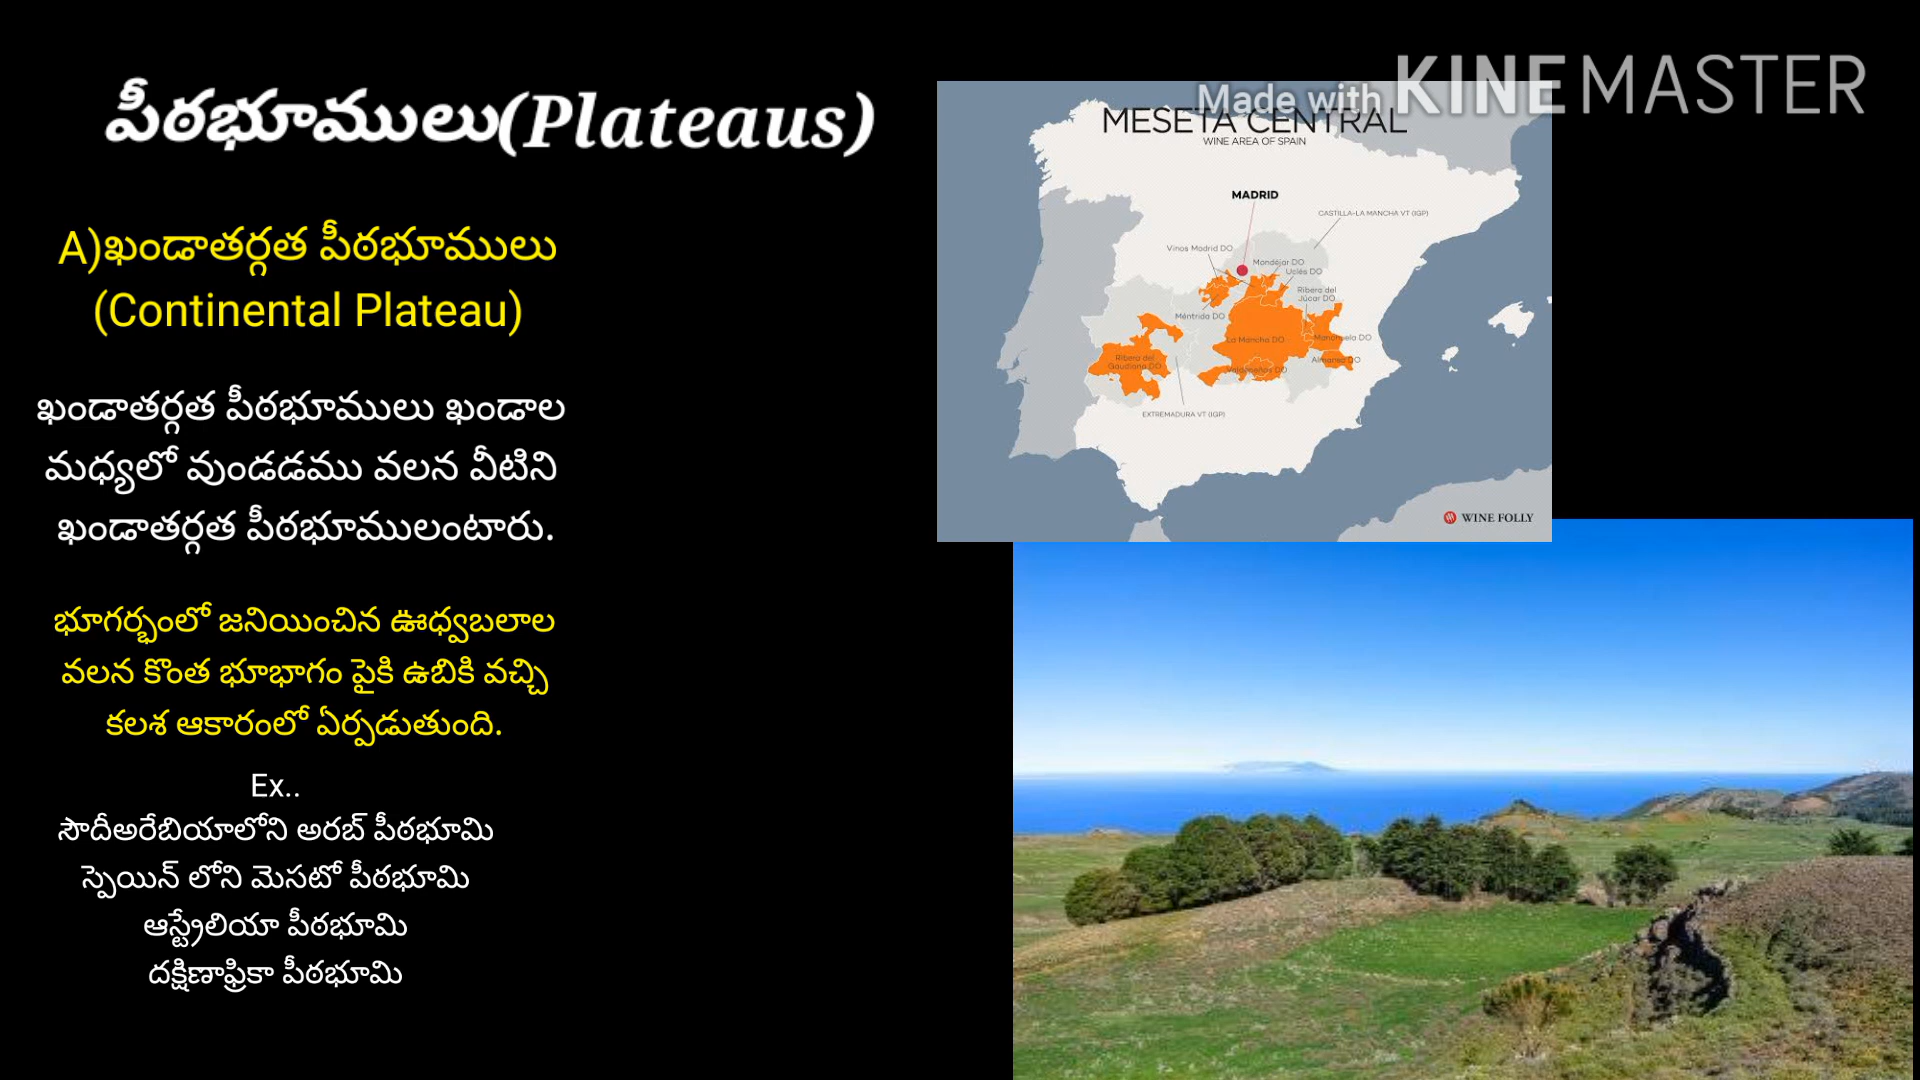 పీఠభూములు(Plateaus)
A)ఖండాతర్గత పీఠభూములు
(Continental Plateau)
ఖండాతర్గత పీఠభూములు ఖండాల
మధ్యలో వుండడము వలన వీటిని
ఖండాతర్గత పీఠభూములంటారు.
భూగర్భంలో జనియించిన ఊధ్వబలాల
వలన కొంత భూభాగం పైకి ఉబికి వచ్చి
కలశ ఆకారంలో ఏర్పడుతుంది.
Ex..
సౌదీఅరేబియాలోని అరబ్ పీఠభూమి
స్పెయిన్ లోని మెసటో పీఠభూమి
ఆస్ట్రేలియా పీఠభూమి
దక్షిణాఫ్రికా పీఠభూమి
Made with KINEMASTER
MESETA CENTRAL
WINE AREA OF SPAIN
MADRID
CASTILLA-LA MANCHA VT (IGP)
Vinos Madrid DO
Mondéjar DO
Uclés DO
Ribera del
Júcar DO
Méntrida DO
La Mancha DO
Manchuela DO
Ribera del
Guadiana DO
Almansa DO
Valdepeñas DO
EXTREMADURA VT (IGP)
WINE FOLLY